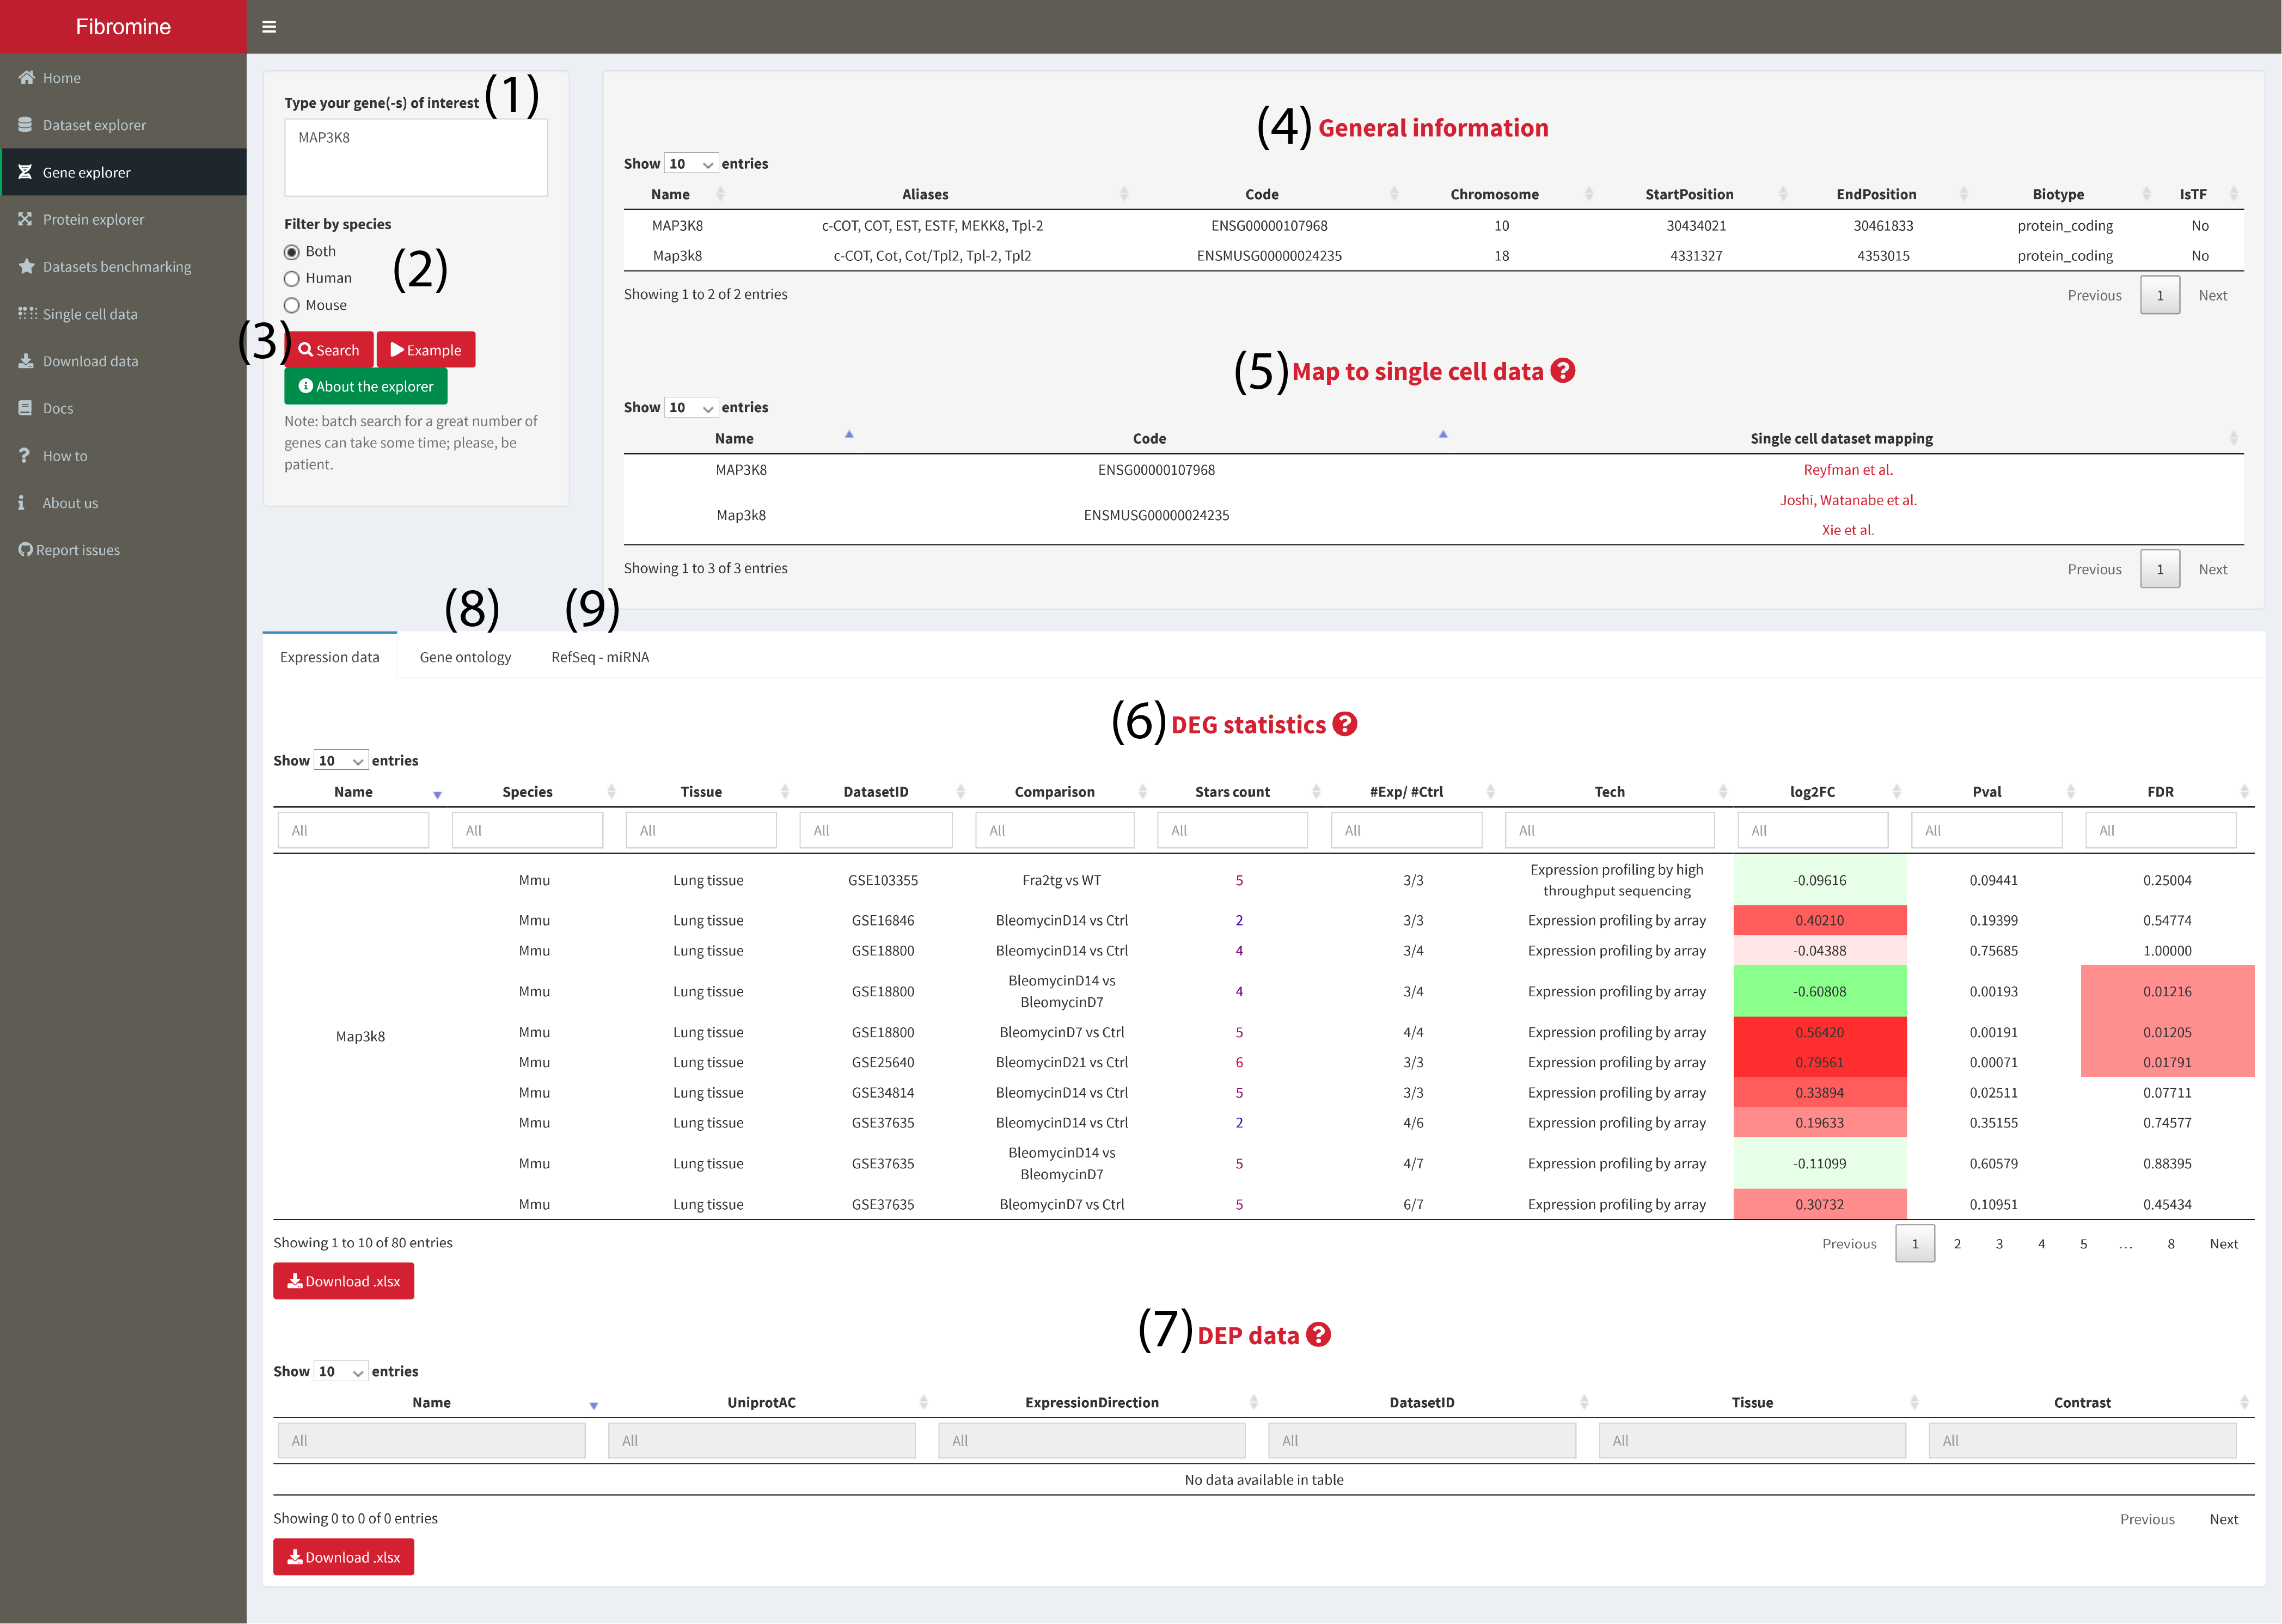 Fibromine
Home
Dataset explorer
Gene explorer
Protein explorer
Datasets benchmarking
Single cell data
Download data
Docs
How to
About us
Report issues
Type your gene(-s) of interest (1)
MAP3K8
Filter by species
Both
Human
Mouse
(2)
(3) Search Example
About the explorer
Note: batch search for a great number of
genes can take some time; please, be
patient.
(4) General information
Show 10 entries
Name Aliases Code Chromosome StartPosition EndPosition Biotype IsTF
MAP3K8 c-COT, COT, EST, ESTF, MEKK8, Tpl-2 ENSG00000107968 10 30434021 30461833 protein_coding No
Map3k8 c-COT, Cot, Cot/Tpl2, Tpl-2, Tpl2 ENSMUSG00000024235 18 4331327 4353015 protein_coding No
Showing 1 to 2 of 2 entries
Previous 1 Next
(5) Map to single cell data ?
Show 10 entries
Name Code Single cell dataset mapping
MAP3K8 ENSG00000107968 Reyfman et al.
Joshi, Watanabe et al.
Map3k8 ENSMUSG00000024235
Xie et al.
Showing 1 to 3 of 3 entries
Previous 1 Next
(8) (9)
Expression data Gene ontology RefSeq - miRNA
(6) DEG statistics ?
Show 10 entries
Name Species Tissue DatasetID Comparison Stars count #Exp/ #Ctrl Tech log2FC Pval FDR
All All All All All All All All All All All
Mmu Lung tissue GSE103355 Fra2tg vs WT 5 3/3 Expression profiling by high
throughput sequencing -0.09616 0.09441 0.25004
Mmu Lung tissue GSE16846 BleomycinD14 vs Ctrl 2 3/3 Expression profiling by array 0.40210 0.19399 0.54774
Mmu Lung tissue GSE18800 BleomycinD14 vs Ctrl 4 3/4 Expression profiling by array -0.04388 0.75685 1.00000
Mmu Lung tissue GSE18800 BleomycinD14 vs
BleomycinD7 4 3/4 Expression profiling by array -0.60808 0.00193 0.01216
Map3k8
Mmu Lung tissue GSE18800 BleomycinD7 vs Ctrl 5 4/4 Expression profiling by array 0.56420 0.00191 0.01205
Mmu Lung tissue GSE25640 BleomycinD21 vs Ctrl 6 3/3 Expression profiling by array 0.79561 0.00071 0.01791
Mmu Lung tissue GSE34814 BleomycinD14 vs Ctrl 5 3/3 Expression profiling by array 0.33894 0.02511 0.07711
Mmu Lung tissue GSE37635 BleomycinD14 vs Ctrl 2 4/6 Expression profiling by array 0.19633 0.35155 0.74577
Mmu Lung tissue GSE37635 BleomycinD14 vs
BleomycinD7 5 4/7 Expression profiling by array -0.11099 0.60579 0.88395
Mmu Lung tissue GSE37635 BleomycinD7 vs Ctrl 5 6/7 Expression profiling by array 0.30732 0.10951 0.45434
Showing 1 to 10 of 80 entries
Previous 1 2 3 4 5 ... 8 Next
Download .xlsx
(7) DEP data ?
Show 10 entries
Name UniprotAC ExpressionDirection DatasetID Tissue Contrast
All All All All All All
No data available in table
Showing 0 to 0 of 0 entries
Previous Next
Download .xlsx